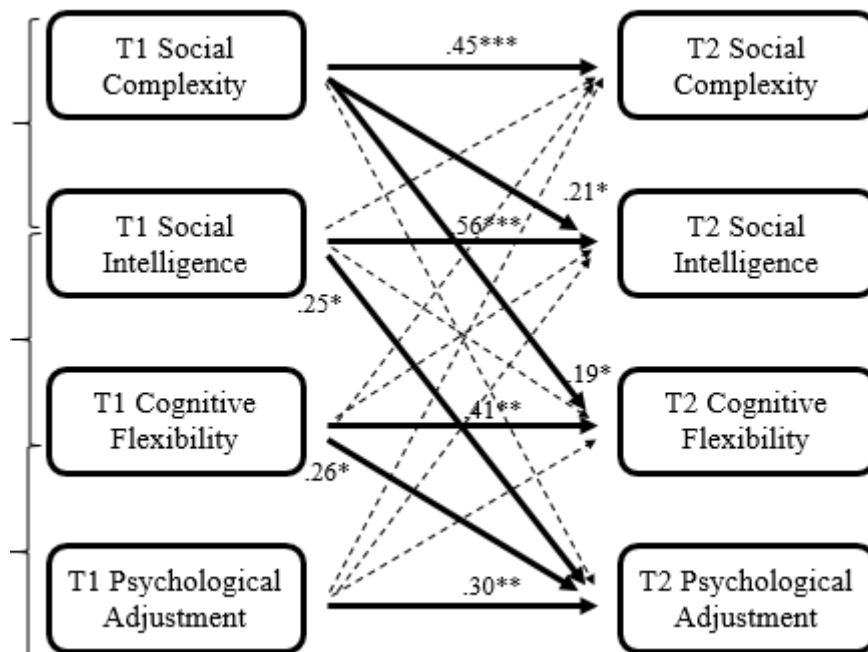 T1 Social
Complexity
.45***
T2 Social
Complexity
.21*
T1 Social
Intelligence
.56***
T2 Social
Intelligence
.25*
.19*
T1 Cognitive
Flexibility
.41**
T2 Cognitive
Flexibility
.26*
T1 Psychological
Adjustment
.30**
T2 Psychological
Adjustment